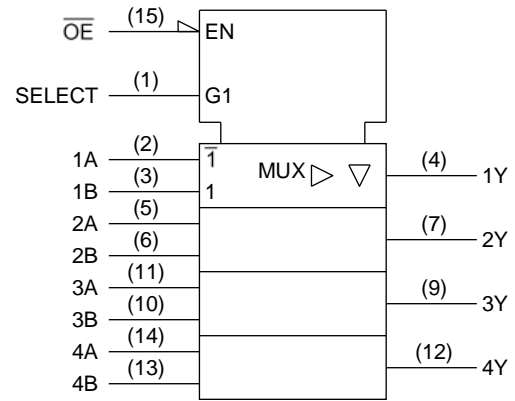 O̅E̅ (15) EN
SELECT (1) G1
1A (2) 1̅ MUX (4) 1Y
1B (3) 1
2A (5) (7) 2Y
2B (6)
3A (11) (9) 3Y
3B (10)
4A (14) (12) 4Y
4B (13)